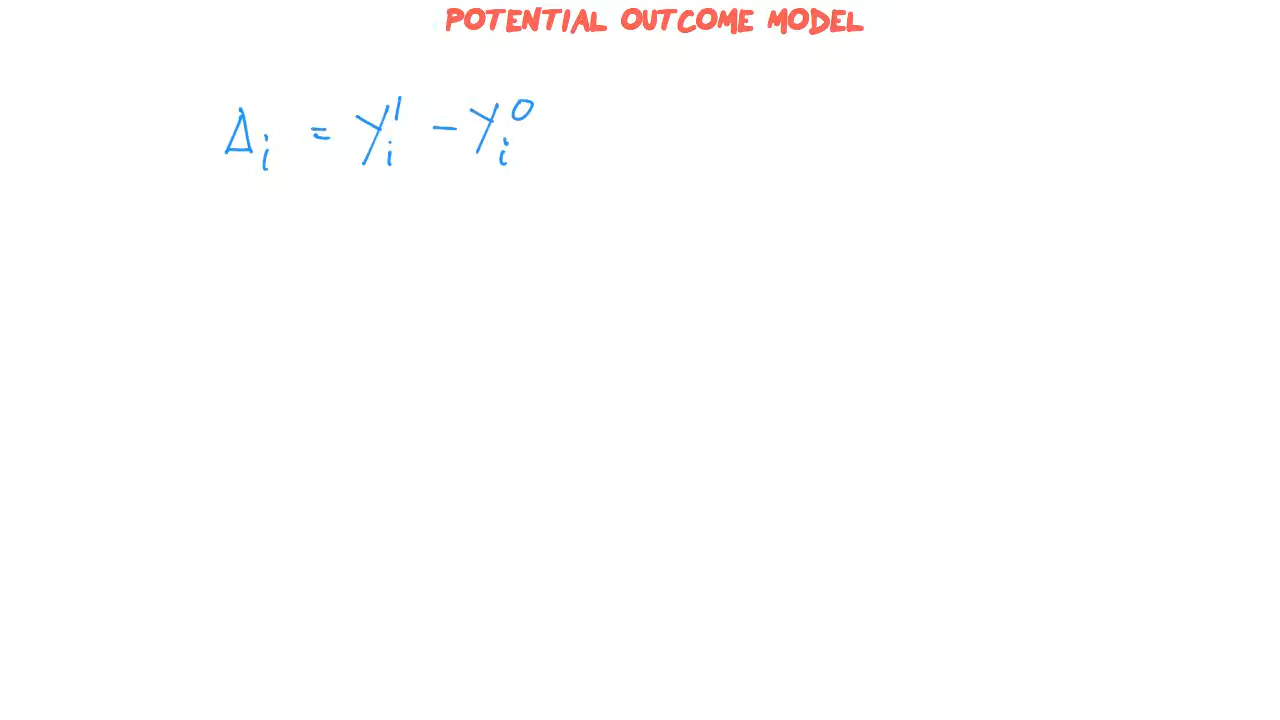 POTENTIAL OUTCOME MODEL
Δᵢ = Yᵢ¹ - Yᵢ⁰